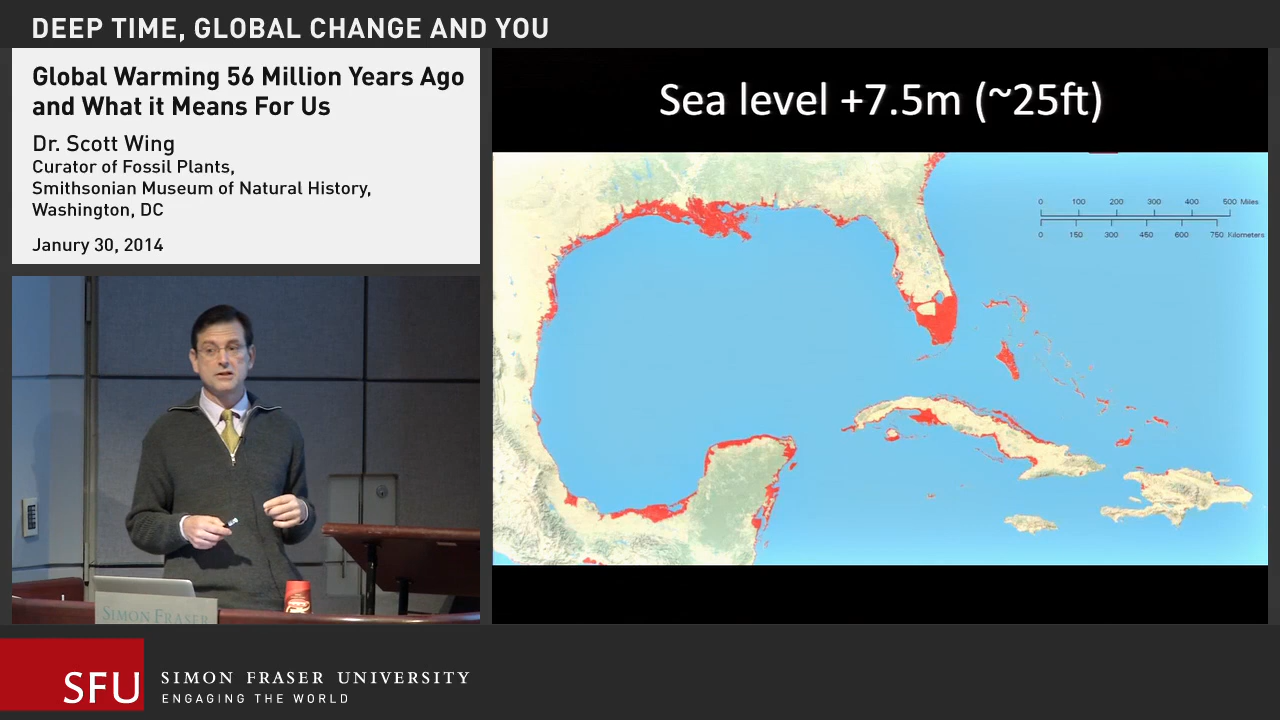 DEEP TIME, GLOBAL CHANGE AND YOU
Global Warming 56 Million Years Ago
and What it Means For Us
Dr. Scott Wing
Curator of Fossil Plants,
Smithsonian Museum of Natural History,
Washington, DC
Janury 30, 2014
Sea level +7.5m (~25ft)
0 100 200 300 400 500 Miles
0 150 300 450 600 750 Kilometers
SIMON FRASER
SFU
SIMON FRASER UNIVERSITY
ENGAGING THE WORLD